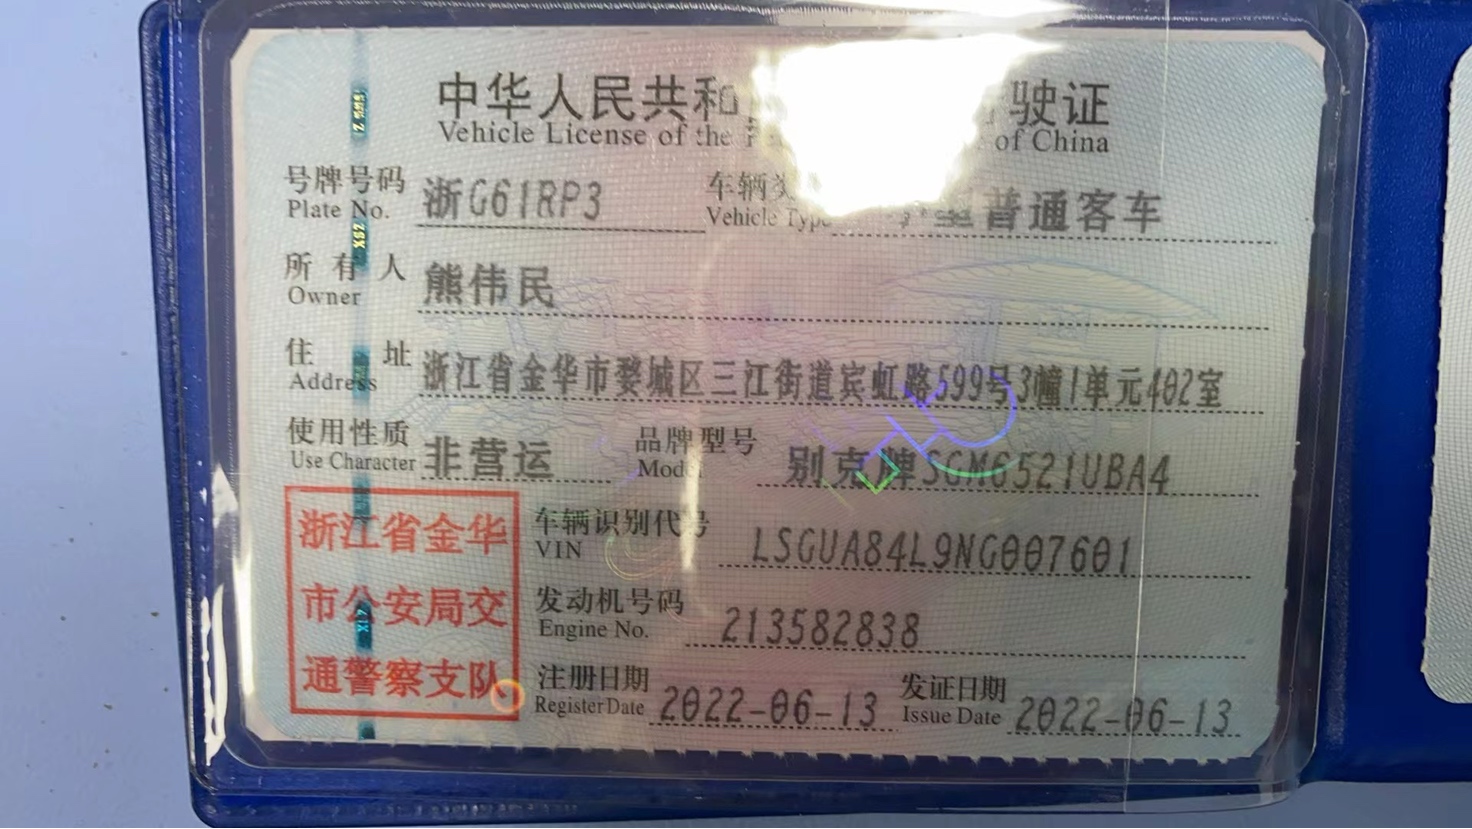 中华人民共和 驶证
Vehicle License of the of China
号牌号码 浙G61RP3 车辆
Plate No. Vehicle Type 型普通客车
所有人 熊伟民
Owner
住址 浙江省金华市婺城区三江街道宾虹路599号3幢1单元402室
Address
使用性质 非营运 品牌型号 别克牌SGM6521UBA4
Use Character Model
浙江省金华
市公安局交
通警察支队
车辆识别代号 LSGUA84L9NG007601
VIN
发动机号码 213582838
Engine No.
注册日期 2022-06-13 发证日期 2022-06-13
Register Date Issue Date